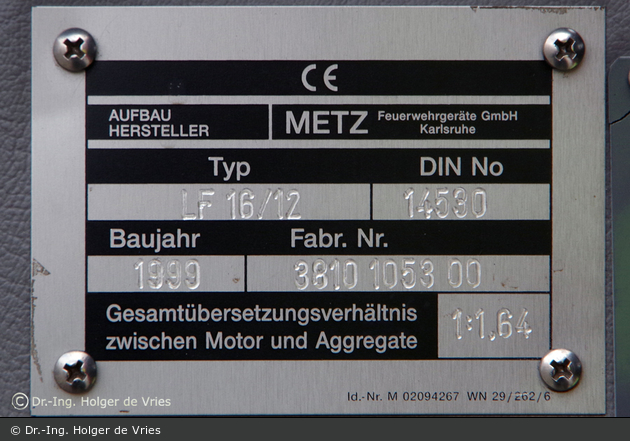 CE
AUFBAU HERSTELLER
METZ Feuerwehrgeräte GmbH Karlsruhe
Typ DIN No
LF 16/12 14530
Baujahr Fabr. Nr.
1999 3810 1053 00
Gesamtübersetzungsverhältnis
zwischen Motor und Aggregate 1:1,64
Id.-Nr. M 02094267 WN 29/262/6
© Dr.-Ing. Holger de Vries
© Dr.-Ing. Holger de Vries